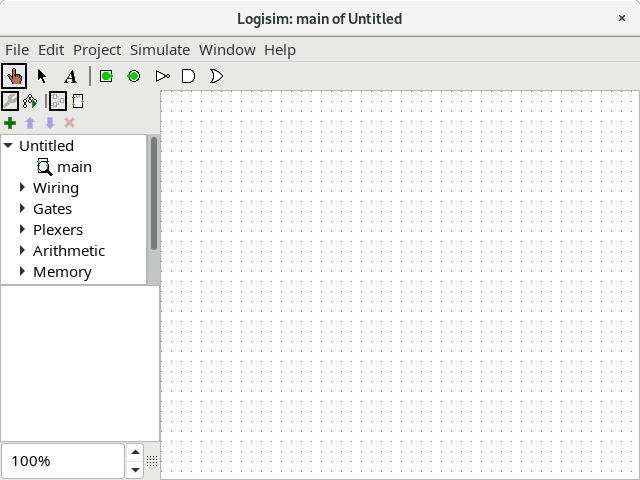 Logisim: main of Untitled
File Edit Project Simulate Window Help
A
Untitled
main
Wiring
Gates
Plexers
Arithmetic
Memory
100%